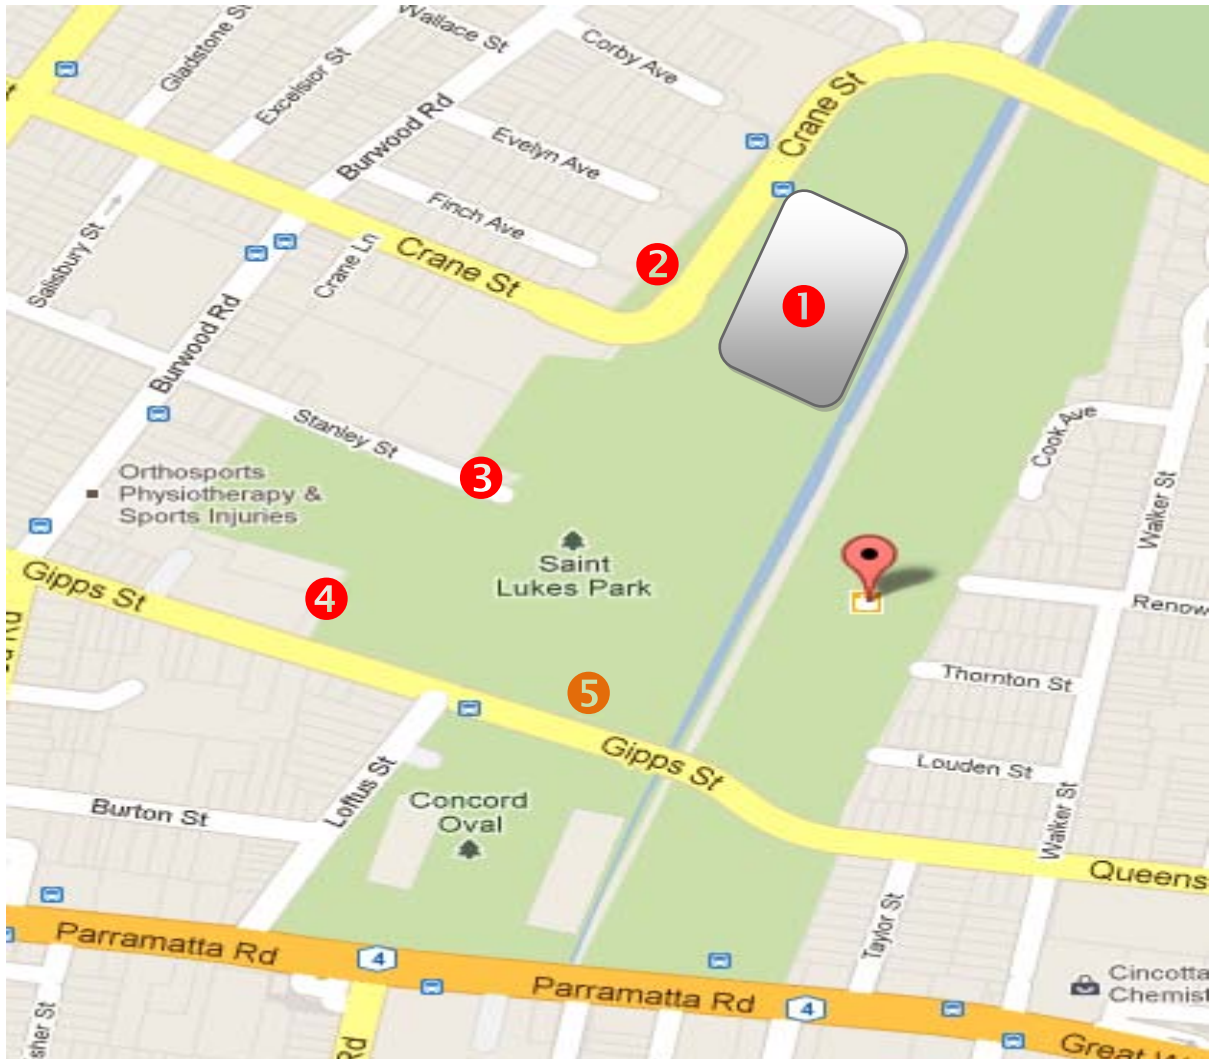 Gladstone St
Wallace St
Corby Ave
Excelsior St
Burwood Rd
Crane St
Evelyn Ave
Finch Ave
Salisbury St
Crane Ln
Crane St
2
1
Burwood Rd
Stanley St
Cook Ave
3
Orthosports
Physiotherapy &
Sports Injuries
Walker St
Saint
Lukes Park
Gipps St
4
Renow
Thornton St
5
Gipps St
Louden St
Loftus St
Burton St
Concord
Oval
Walker St
Queens
Taylor St
Parramatta Rd
4
Parramatta Rd
4
Cincotta
Chemist
sher St
Rd